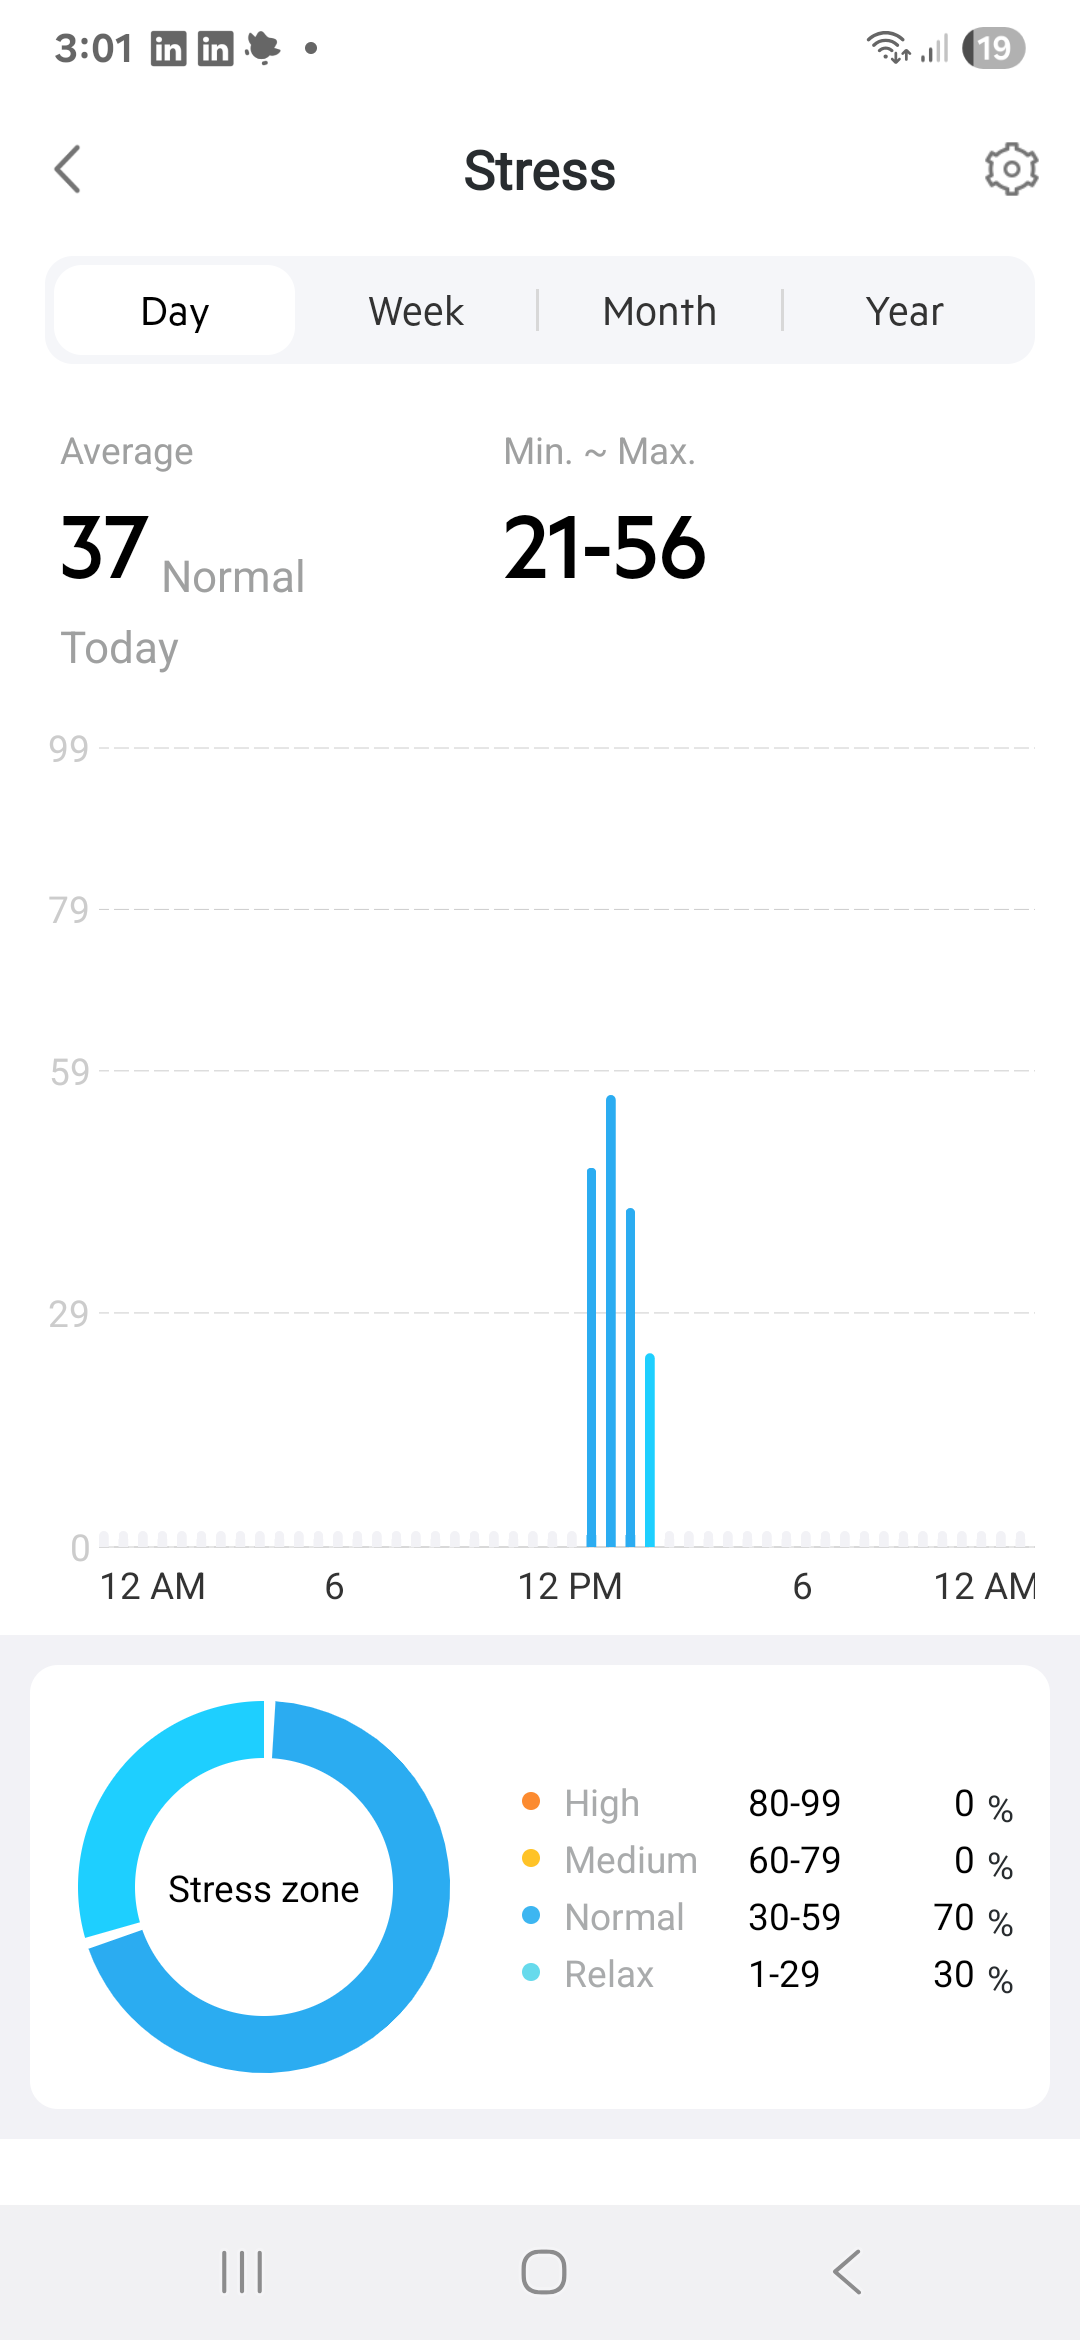 3:01 in in 19
Stress
Day Week Month Year
Average Min. ~ Max.
37 Normal 21-56
Today
99
79
59
29
0
12 AM 6 12 PM 6 12 AM
Stress zone
High 80-99 0 %
Medium 60-79 0 %
Normal 30-59 70 %
Relax 1-29 30 %